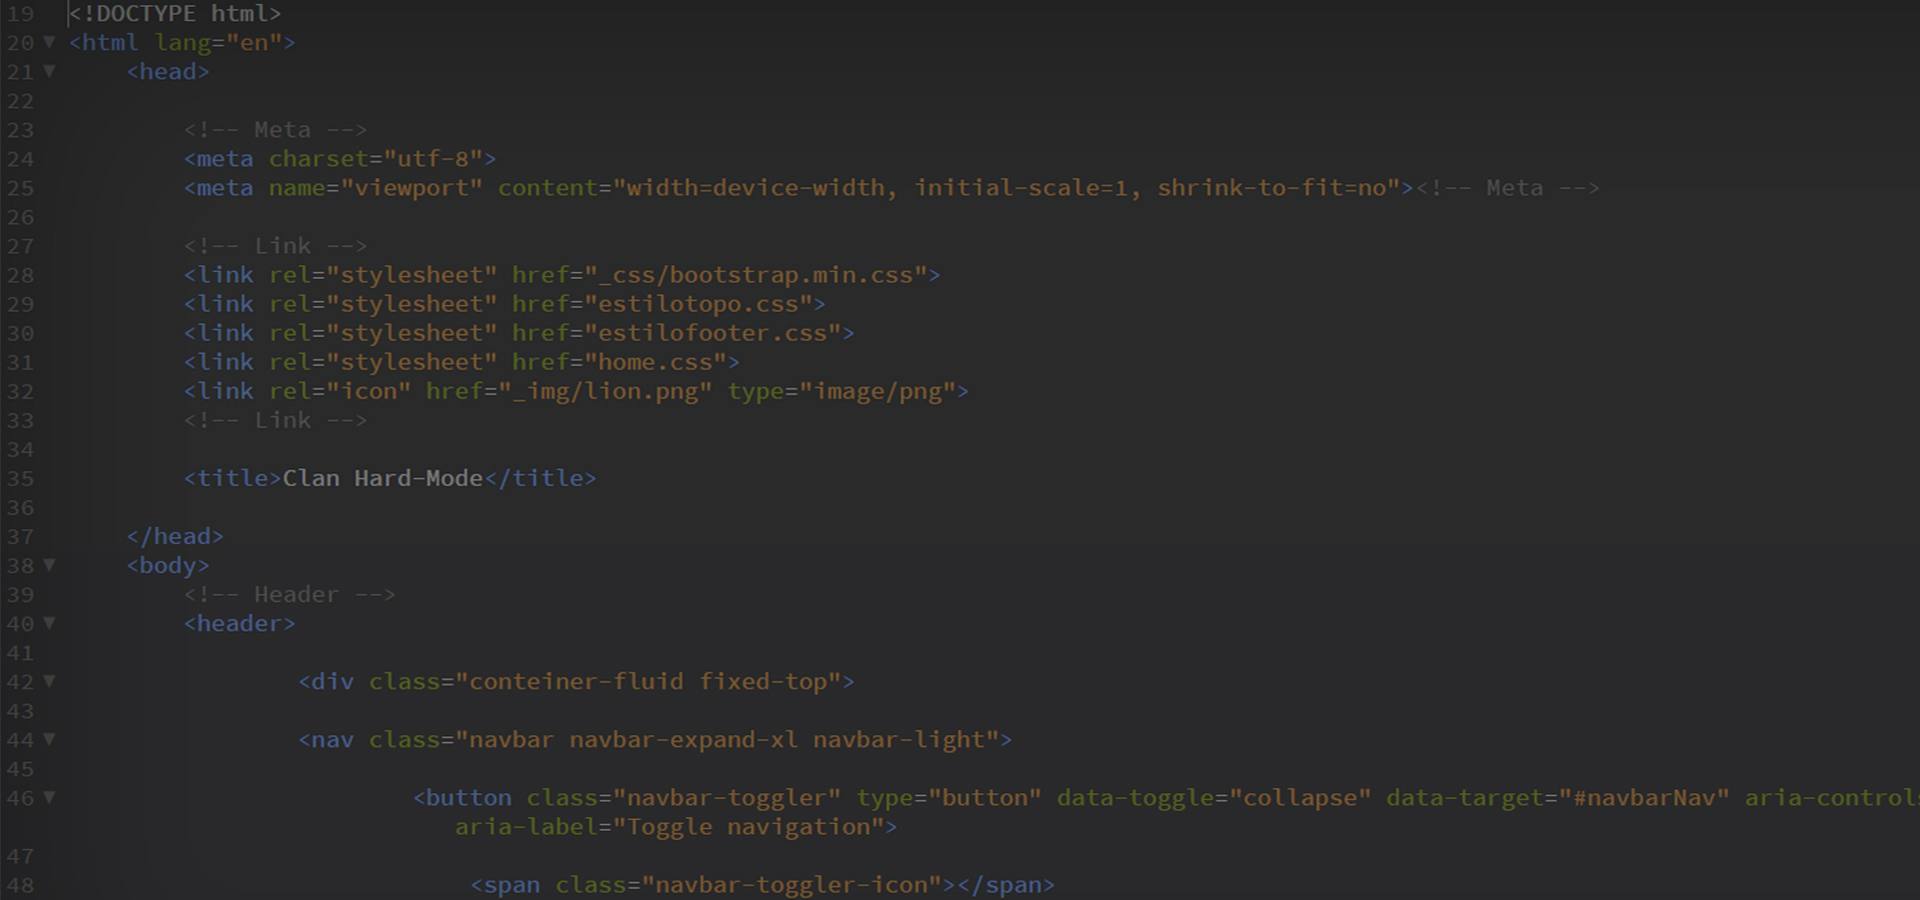 19 <!DOCTYPE html>
20 <html lang="en">
21 <head>
22
23 <!-- Meta -->
24 <meta charset="utf-8">
25 <meta name="viewport" content="width=device-width, initial-scale=1, shrink-to-fit=no"><!-- Meta -->
26
27 <!-- Link -->
28 <link rel="stylesheet" href="_css/bootstrap.min.css">
29 <link rel="stylesheet" href="estilotopo.css">
30 <link rel="stylesheet" href="estilofooter.css">
31 <link rel="stylesheet" href="home.css">
32 <link rel="icon" href="_img/lion.png" type="image/png">
33 <!-- Link -->
34
35 <title>Clan Hard-Mode</title>
36
37 </head>
38 <body>
39 <!-- Header -->
40 <header>
41
42 <div class="conteiner-fluid fixed-top">
43
44 <nav class="navbar navbar-expand-xl navbar-light">
45
46 <button class="navbar-toggler" type="button" data-toggle="collapse" data-target="#navbarNav" aria-controls
aria-label="Toggle navigation">
47
48 <span class="navbar-toggler-icon"></span>